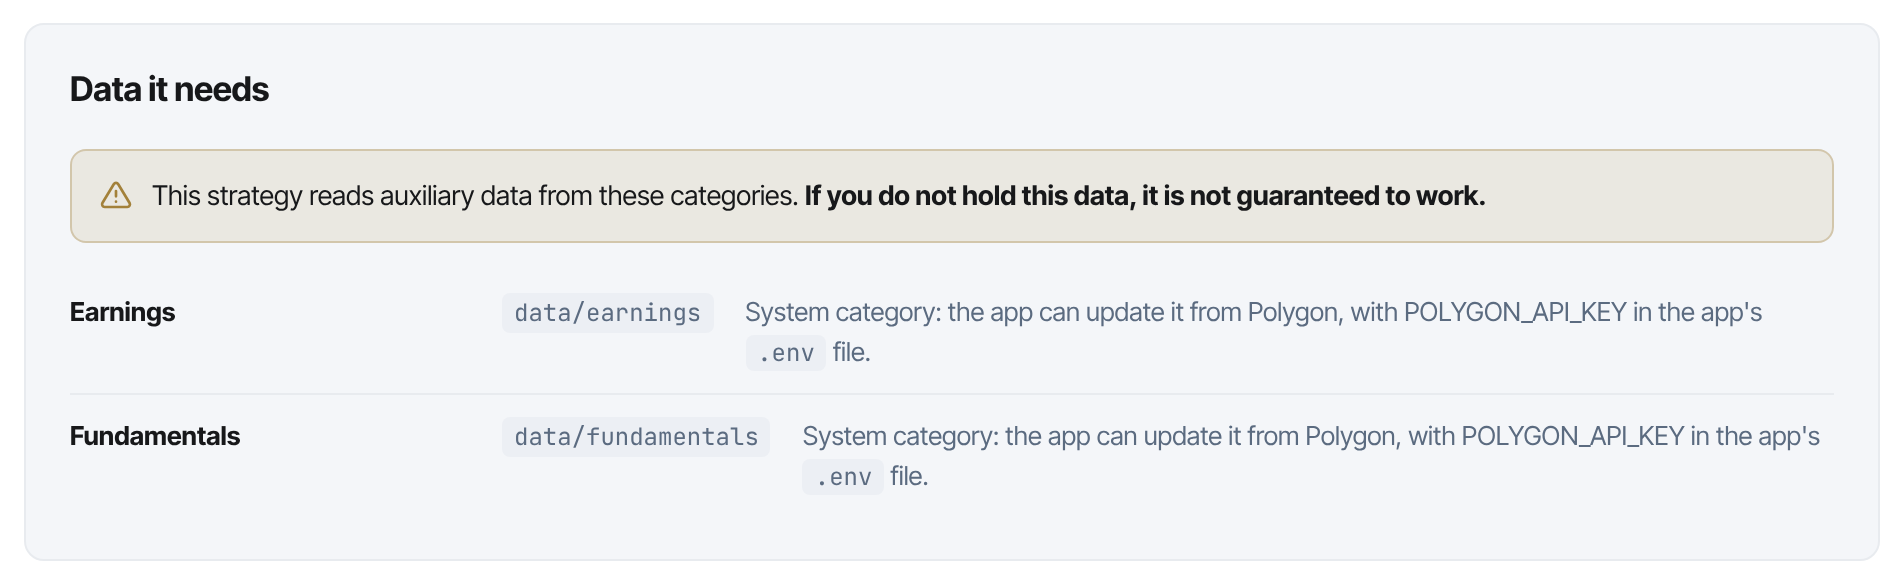 Data it needs
This strategy reads auxiliary data from these categories. If you do not hold this data, it is not guaranteed to work.
Earnings data/earnings System category: the app can update it from Polygon, with POLYGON_API_KEY in the app's
.env file.
Fundamentals data/fundamentals System category: the app can update it from Polygon, with POLYGON_API_KEY in the app's
.env file.